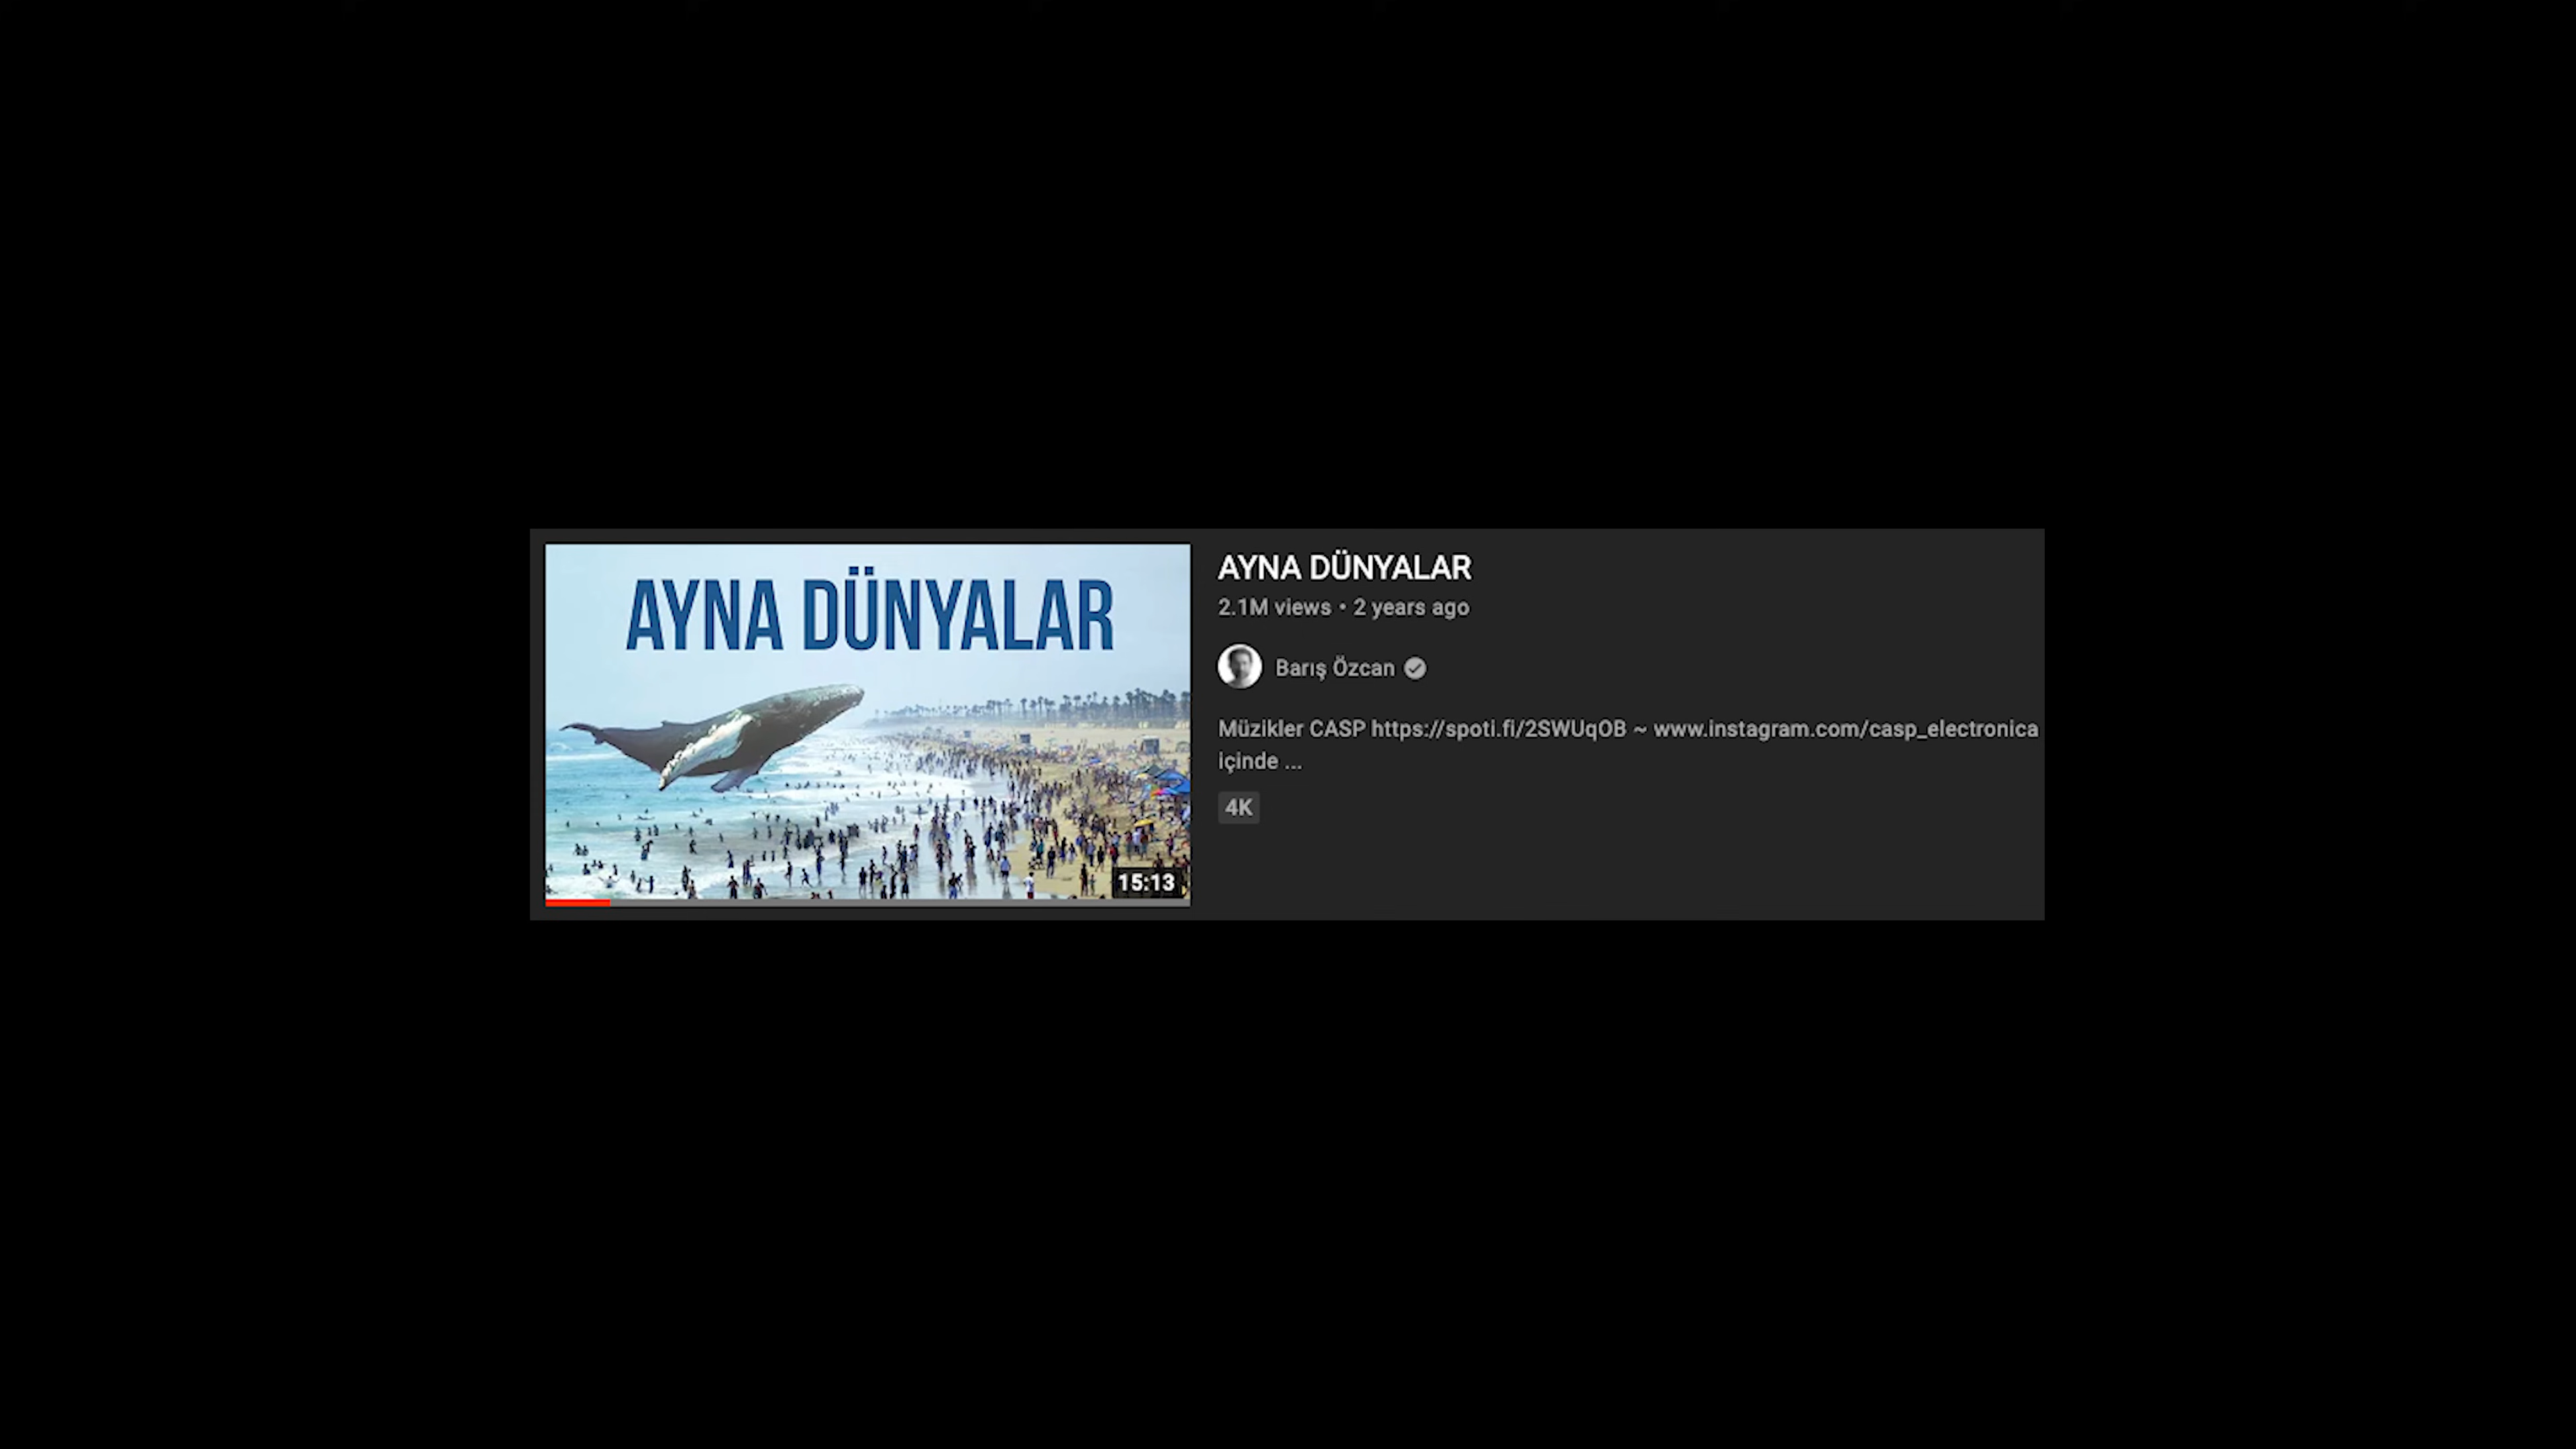 AYNA DÜNYALAR
15:13
AYNA DÜNYALAR
2.1M views • 2 years ago
Barış Özcan
Müzikler CASP https://spoti.fi/2SWUqOB ~ www.instagram.com/casp_electronica
içinde ...
4K